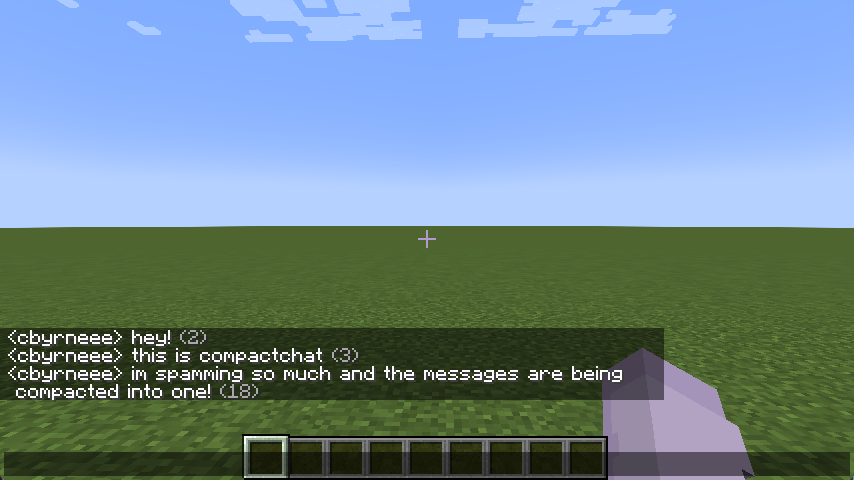 <cbyrneee> hey! (2)
<cbyrneee> this is compactchat (3)
<cbyrneee> im spamming so much and the messages are being
compacted into one! (18)